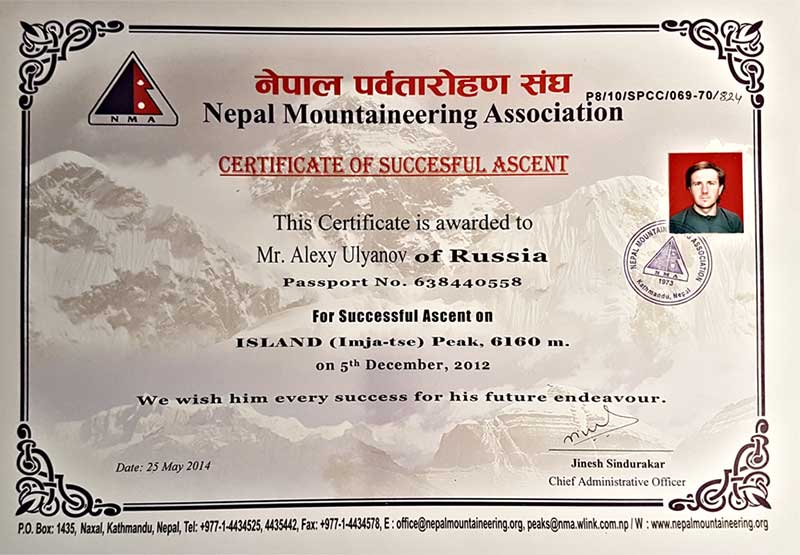 नेपाल पर्वतारोहण संघ
P8/10/SPCC/069-70/824
NMA
Nepal Mountaineering Association
CERTIFICATE OF SUCCESFUL ASCENT
This Certificate is awarded to
Mr. Alexy Ulyanov of Russia
Passport No. 638440558
NEPAL MOUNTAINEERING ASSOCIATION
NMA
1973
Kathmandu, Nepal
For Successful Ascent on
ISLAND (Imja-tse) Peak, 6160 m.
on 5th December, 2012
We wish him every success for his future endeavour.
Date: 25 May 2014
Jinesh Sindurakar
Chief Administrative Officer
P.O. Box: 1435, Naxal, Kathmandu, Nepal, Tel: +977-1-4434525, 4435442, Fax: +977-1-4434578, E : office@nepalmountaineering.org, peaks@nma.wlink.com.np / W : www.nepalmountaineering.org